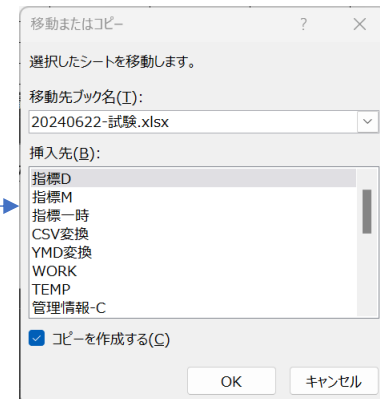 移動またはコピー ? ×
選択したシートを移動します。
移動先ブック名(T):
20240622-試験.xlsx
挿入先(B):
指標D
指標M
指標一時
CSV変換
YMD変換
WORK
TEMP
管理情報-C
コピーを作成する(C)
OK キャンセル